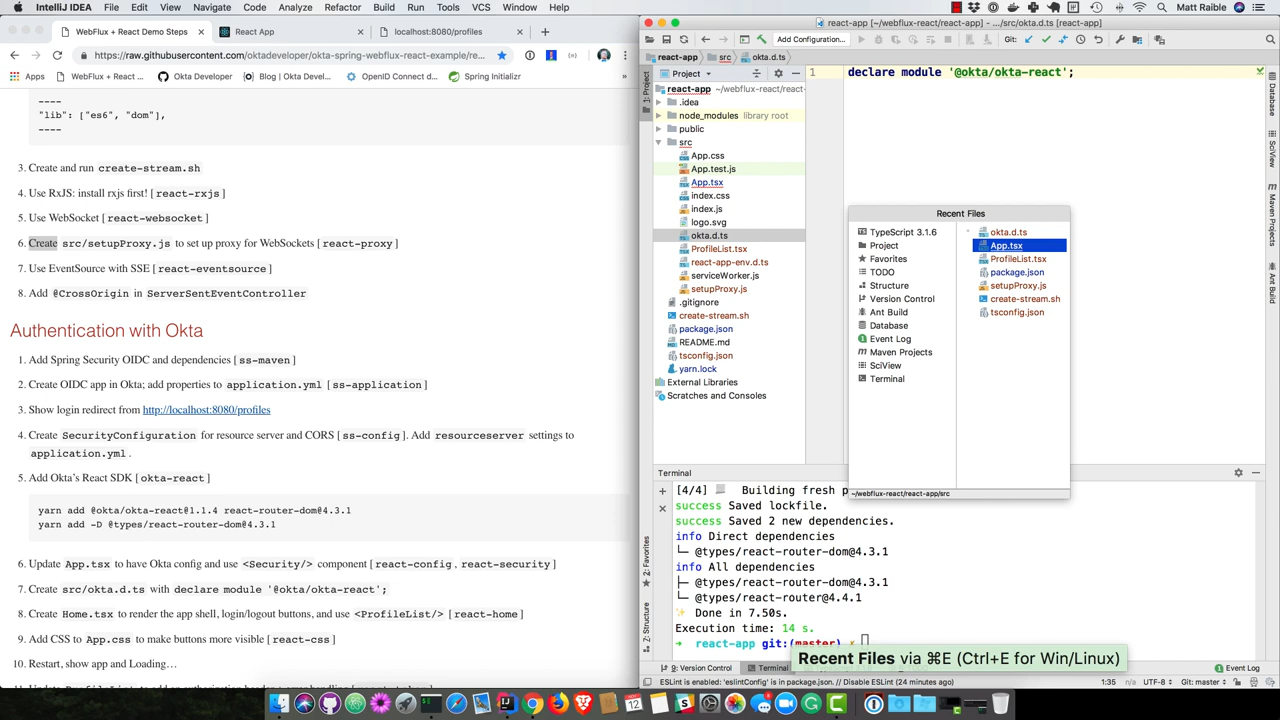 IntelliJ IDEA File Edit View Navigate Code Analyze Refactor Build Run Tools VCS Window Help Matt Raible
WebFlux + React Demo Steps
React App
localhost:8080/profiles
https://raw.githubusercontent.com/oktadeveloper/okta-spring-webflux-react-example/re...
Apps WebFlux + React ... Okta Developer Blog | Okta Develo... OpenID Connect d... Spring Initializr »
----
"lib": ["es6", "dom"],
----
3. Create and run create-stream.sh
4. Use RxJS: install rxjs first! [react-rxjs]
5. Use WebSocket [react-websocket]
6. Create src/setupProxy.js to set up proxy for WebSockets [react-proxy]
7. Use EventSource with SSE [react-eventsource]
8. Add @CrossOrigin in ServerSentEventController
Authentication with Okta
1. Add Spring Security OIDC and dependencies [ss-maven]
2. Create OIDC app in Okta; add properties to application.yml [ss-application]
3. Show login redirect from http://localhost:8080/profiles
4. Create SecurityConfiguration for resource server and CORS [ss-config]. Add resourceserver settings to
application.yml.
5. Add Okta's React SDK [okta-react]
yarn add @okta/okta-react@1.1.4 react-router-dom@4.3.1
yarn add -D @types/react-router-dom@4.3.1
6. Update App.tsx to have Okta config and use <Security/> component [react-config, react-security]
7. Create src/okta.d.ts with declare module '@okta/okta-react';
8. Create Home.tsx to render the app shell, login/logout buttons, and use <ProfileList/> [react-home]
9. Add CSS to App.css to make buttons more visible [react-css]
10. Restart, show app and Loading…
react-app [~/webflux-react/react-app] - .../src/okta.d.ts [react-app]
Add Configuration...
Git:
react-app
src
okta.d.ts
1: Project
Project
react-app ~/webflux-react/react-
.idea
node_modules library root
public
src
App.css
App.test.js
App.tsx
index.css
index.js
logo.svg
okta.d.ts
ProfileList.tsx
react-app-env.d.ts
serviceWorker.js
setupProxy.js
.gitignore
create-stream.sh
package.json
README.md
tsconfig.json
yarn.lock
External Libraries
Scratches and Consoles
1 declare module '@okta/okta-react';
Database
SciView
Maven Projects
Ant Build
Recent Files
TypeScript 3.1.6
Project
Favorites
TODO
Structure
Version Control
Ant Build
Database
Event Log
Maven Projects
SciView
Terminal
okta.d.ts
App.tsx
ProfileList.tsx
package.json
setupProxy.js
create-stream.sh
tsconfig.json
~/webflux-react/react-app/src
2: Favorites
7: Structure
Terminal
[4/4] Building fresh p
success Saved lockfile.
success Saved 2 new dependencies.
info Direct dependencies
└─ @types/react-router-dom@4.3.1
info All dependencies
├─ @types/react-router-dom@4.3.1
└─ @types/react-router@4.4.1
Done in 7.50s.
Execution time: 14 s.
➜ react-app git:(master) ✗
Recent Files via ⌘E (Ctrl+E for Win/Linux)
9: Version Control
Terminal
Event Log
ESLint is enabled: 'eslintConfig' is in package.json. // Disable ESLint (24 minutes ago)
1:35 n/a UTF-8 Git: master